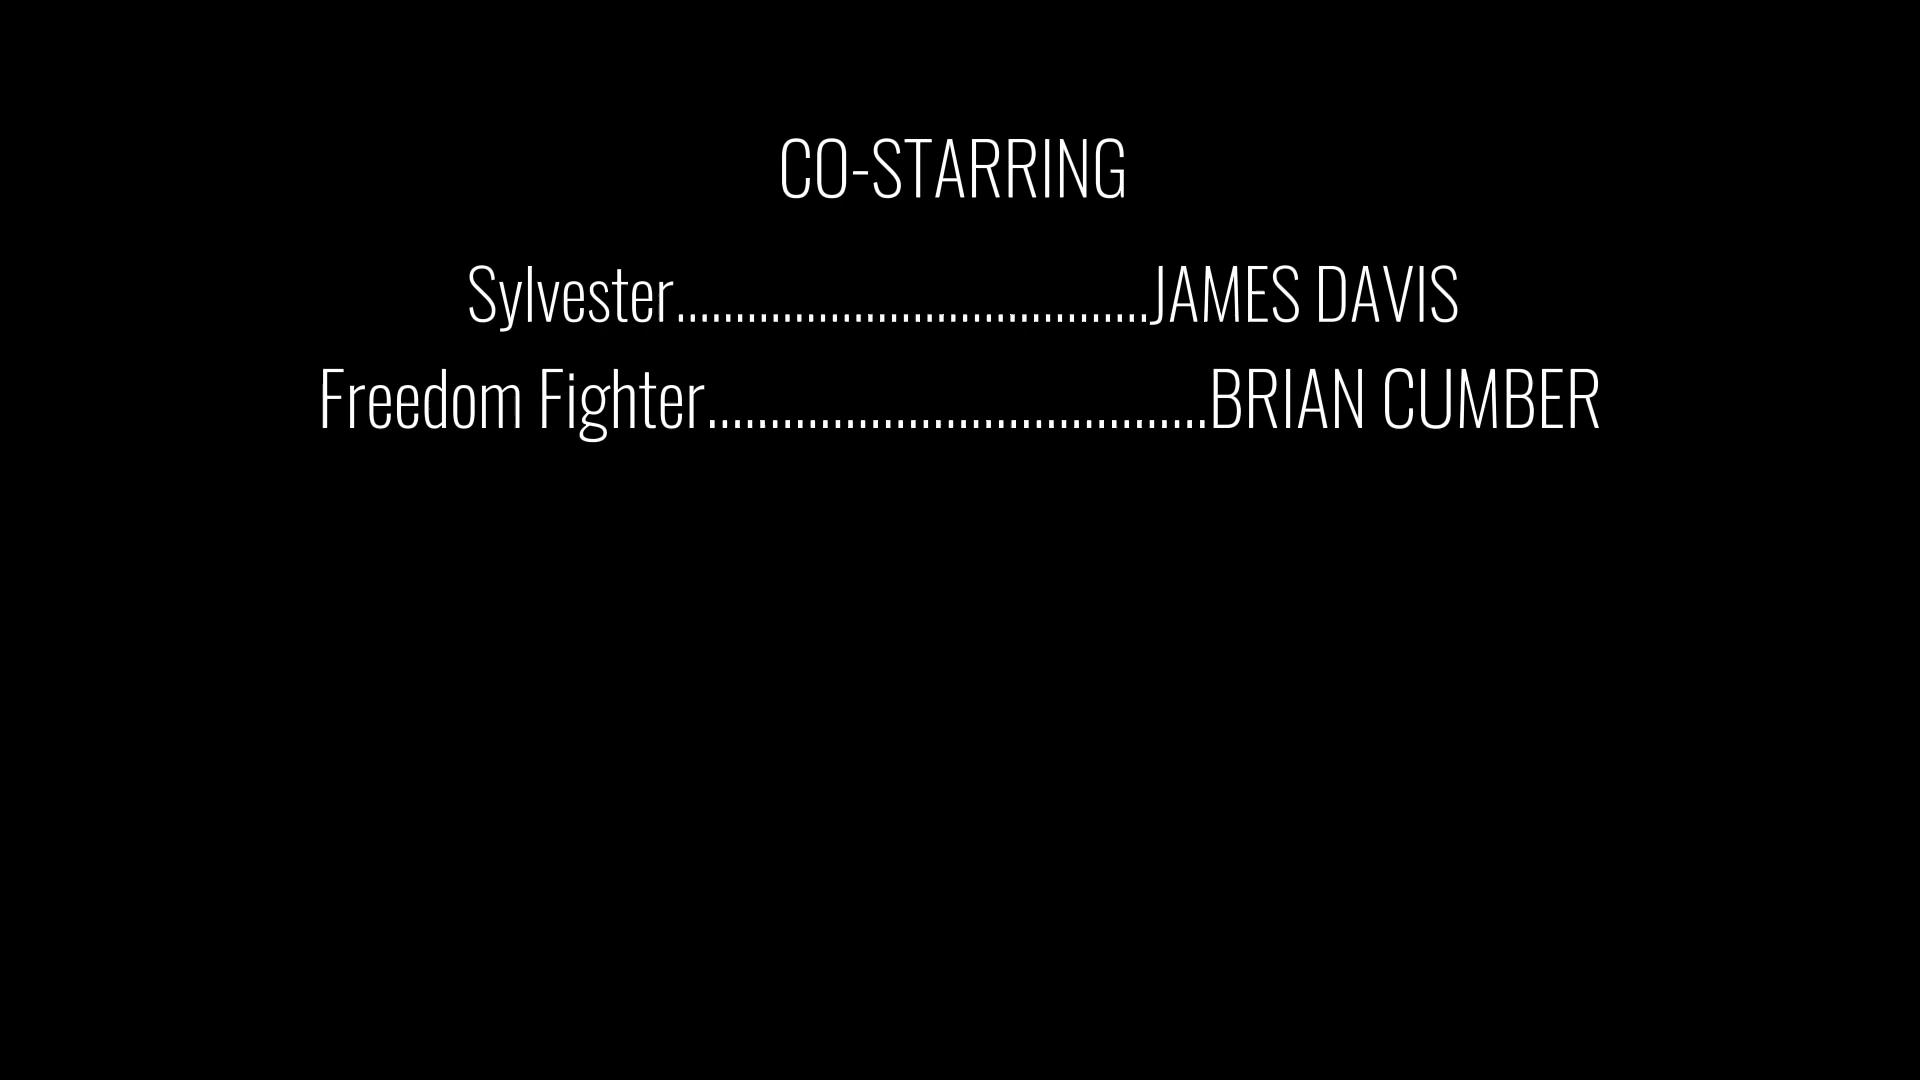 CO-STARRING
Sylvester........................................JAMES DAVIS
Freedom Fighter........................................BRIAN CUMBER